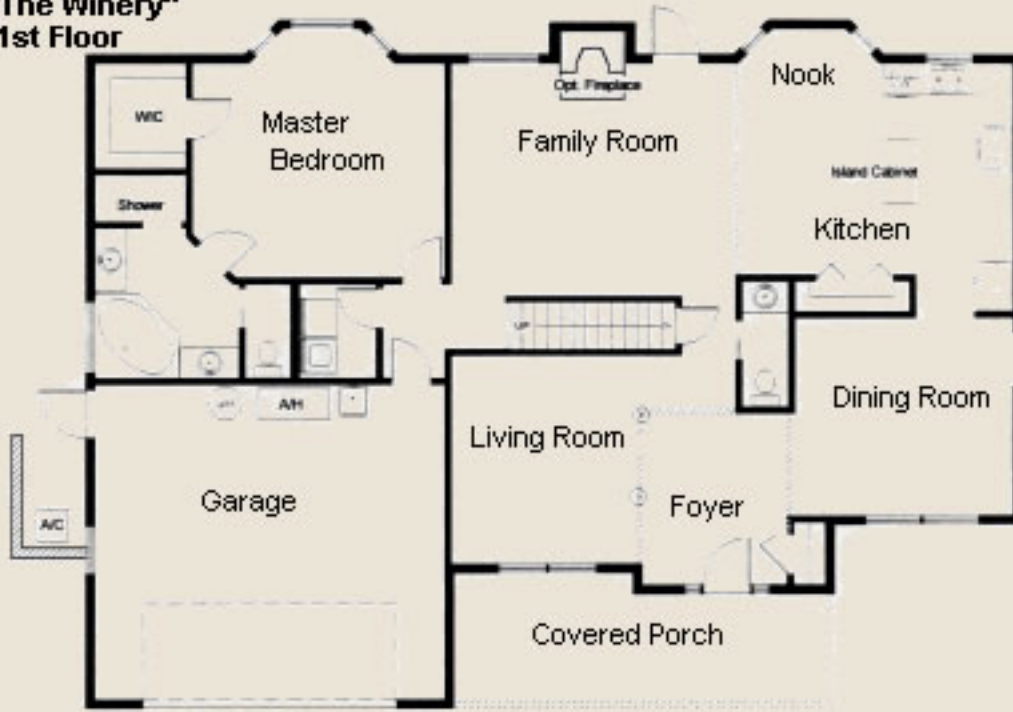 "The Winery"
1st Floor
Nook
Opt. Fireplace
W/C
Master
Bedroom
Family Room
Island Cabinet
Shower
Kitchen
UP
Dining Room
A/H
Living Room
Garage
Foyer
A/C
Covered Porch